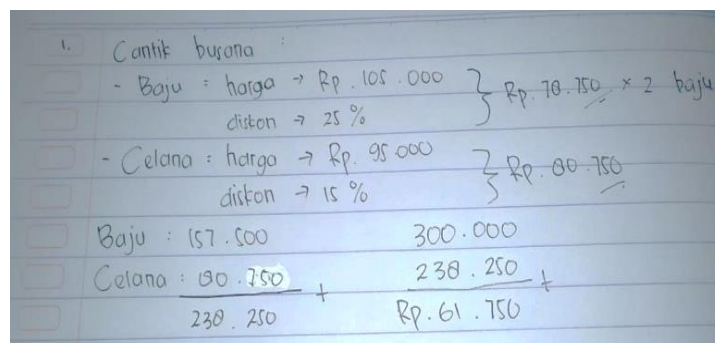 1. Cantik busana :
- Baju : harga → Rp. 105.000 } Rp. 78.750 x 2 baju
diskon → 25 %
- Celana : harga → Rp. 95.000 } Rp. 80.750
diskon → 15 %
Baju : 157.500 300.000
Celana : 80.750 + 238.250 +
238.250 Rp. 61.750